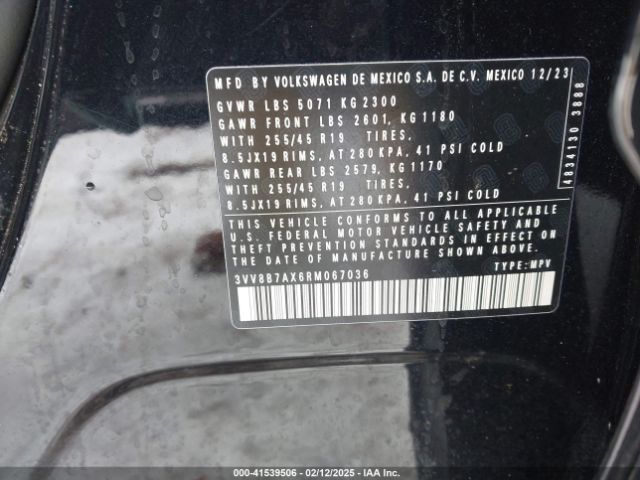 MFD BY VOLKSWAGEN DE MEXICO S.A. DE C.V. MEXICO 12/23
GVWR LBS 5071 KG 2300
GAWR FRONT LBS 2601, KG 1180
WITH 255/45 R19 TIRES,
8.5JX19 RIMS, AT 280 KPA, 41 PSI COLD
GAWR REAR LBS 2579, KG 1170
WITH 255/45 R19 TIRES,
8.5JX19 RIMS, AT 280 KPA, 41 PSI COLD
THIS VEHICLE CONFORMS TO ALL APPLICABLE
U.S. FEDERAL MOTOR VEHICLE SAFETY AND
THEFT PREVENTION STANDARDS IN EFFECT ON
THE DATE OF MANUFACTURE SHOWN ABOVE.
3VV8B7AX6RM067036 TYPE: MPV
4834130 3888
000-41539506 - 02/12/2025 - IAAI.COM